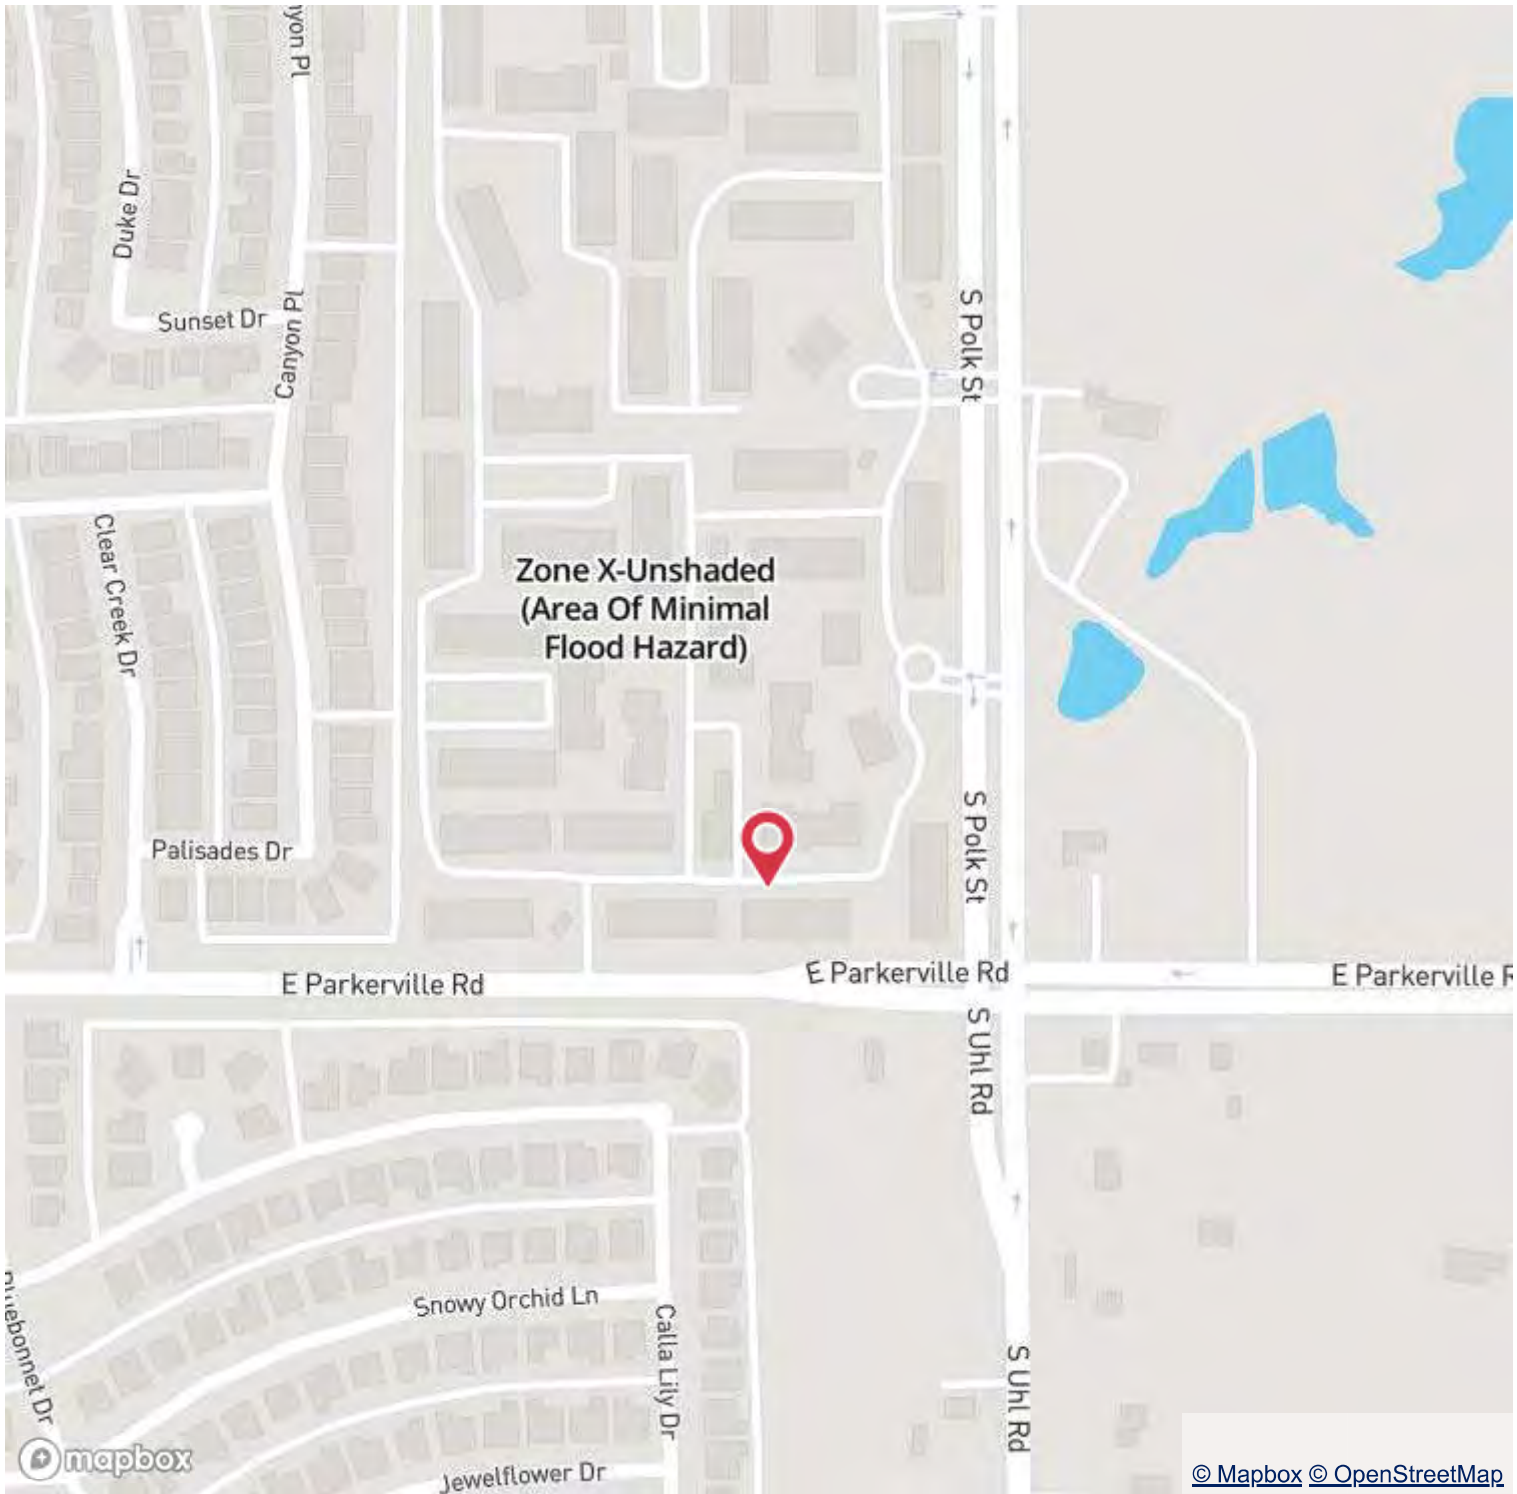 yon Pl
Duke Dr
Sunset Dr
Canyon Pl
S Polk St
Clear Creek Dr
Zone X-Unshaded
(Area Of Minimal
Flood Hazard)
S Polk St
Palisades Dr
E Parkerville Rd
E Parkerville Rd
E Parkerville R
S Uhl Rd
Snowy Orchid Ln
Bluebonnet Dr
Calla Lily Dr
S Uhl Rd
Jewelflower Dr
mapbox
© Mapbox © OpenStreetMap